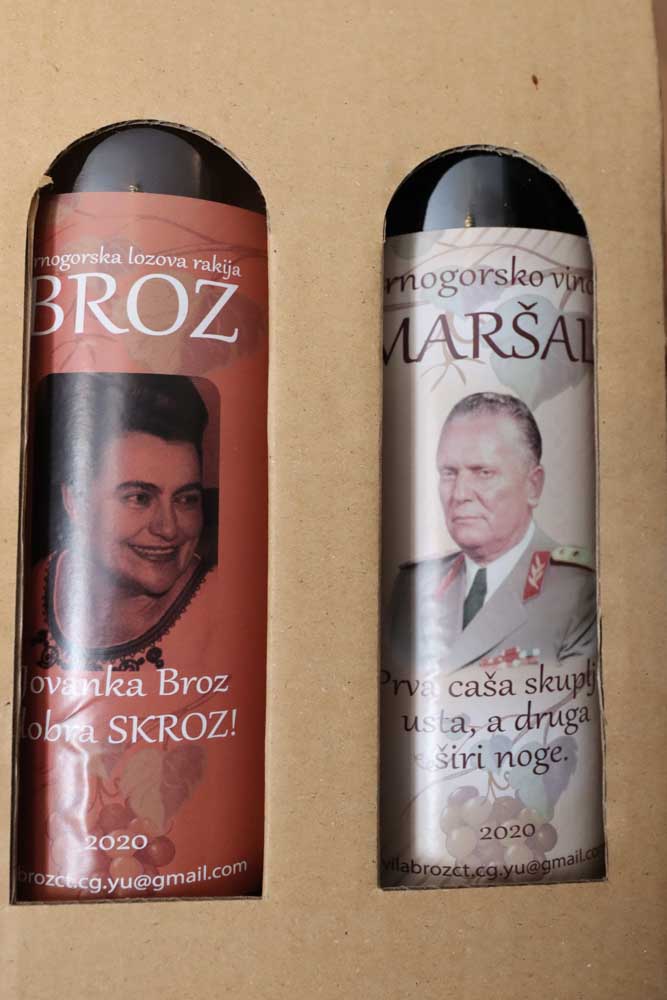 rnogorska lozova rakija
BROZ
Jovanka Broz
dobra SKROZ!
2020
brozct.cg.yu@gmail.com
rnogorsko vino
MARŠAL
Prva caša skuplj
usta, a druga
širi noge.
2020
vilabrozct.cg.yu@gmail.com